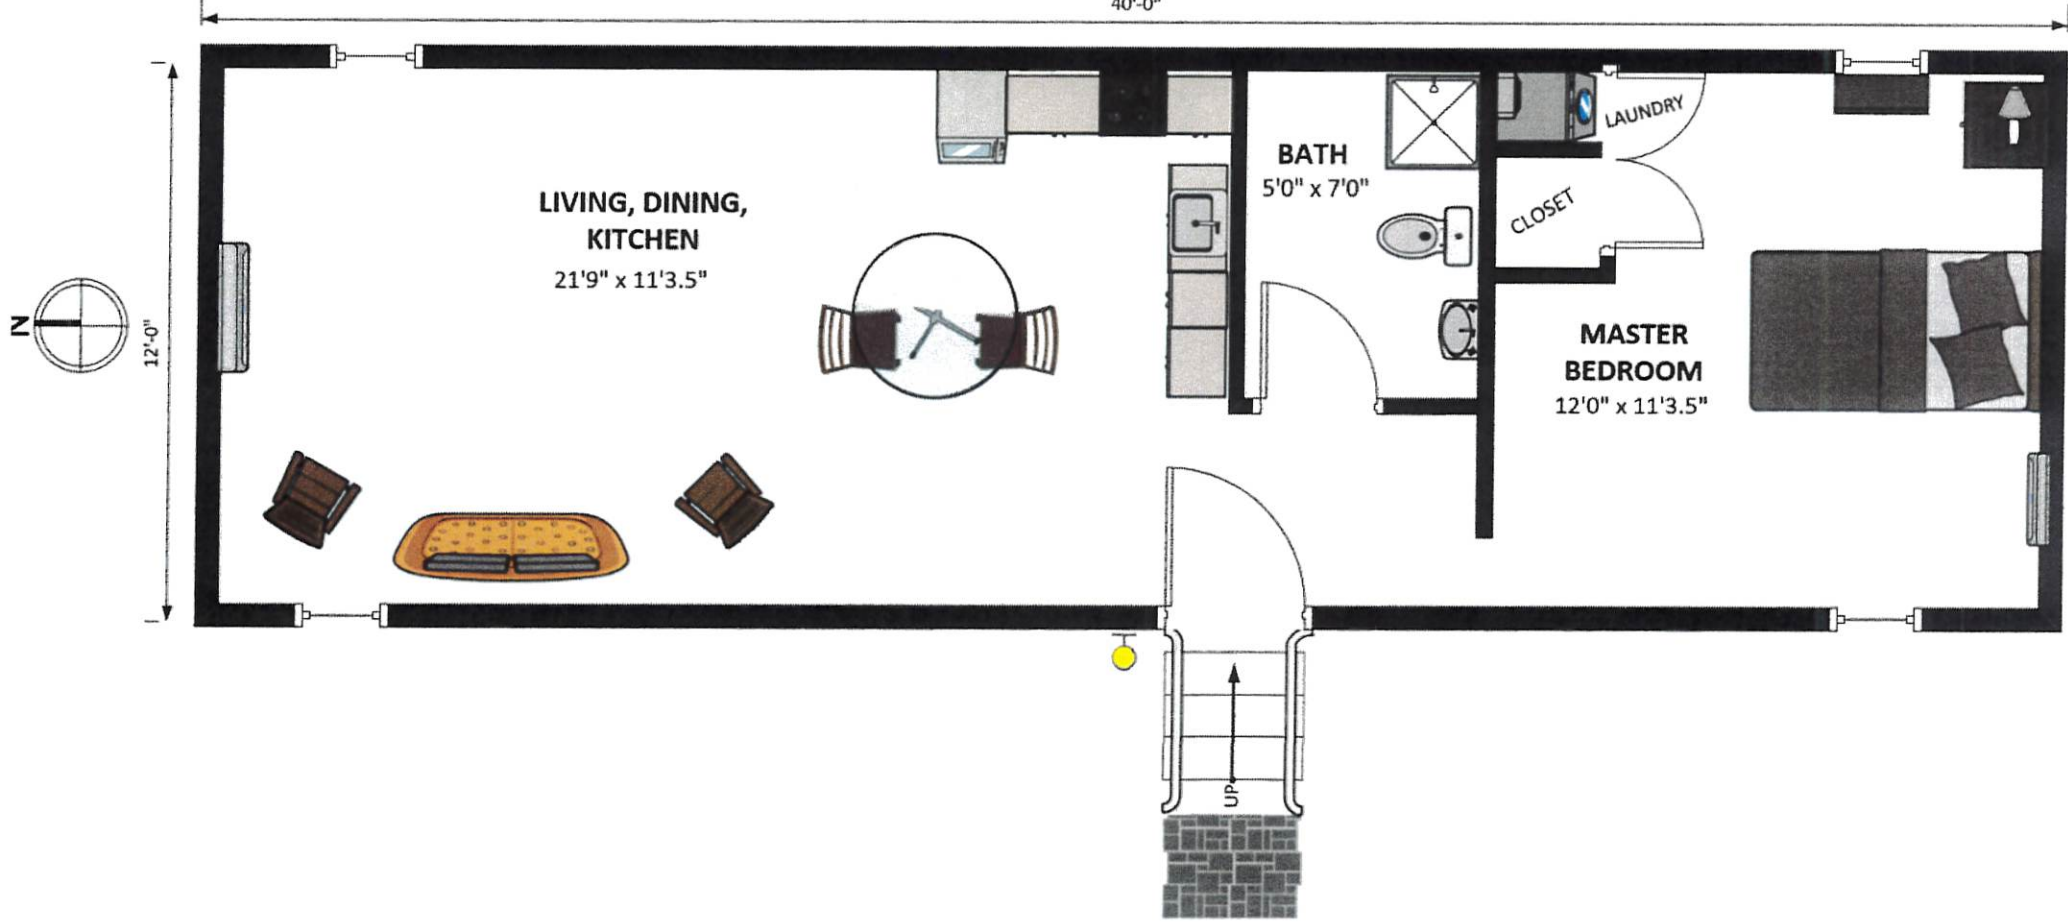 40'-0"
LIVING, DINING,
KITCHEN
21'9" x 11'3.5"
BATH
5'0" x 7'0"
LAUNDRY
CLOSET
MASTER
BEDROOM
12'0" x 11'3.5"
N
12'-0"
UP